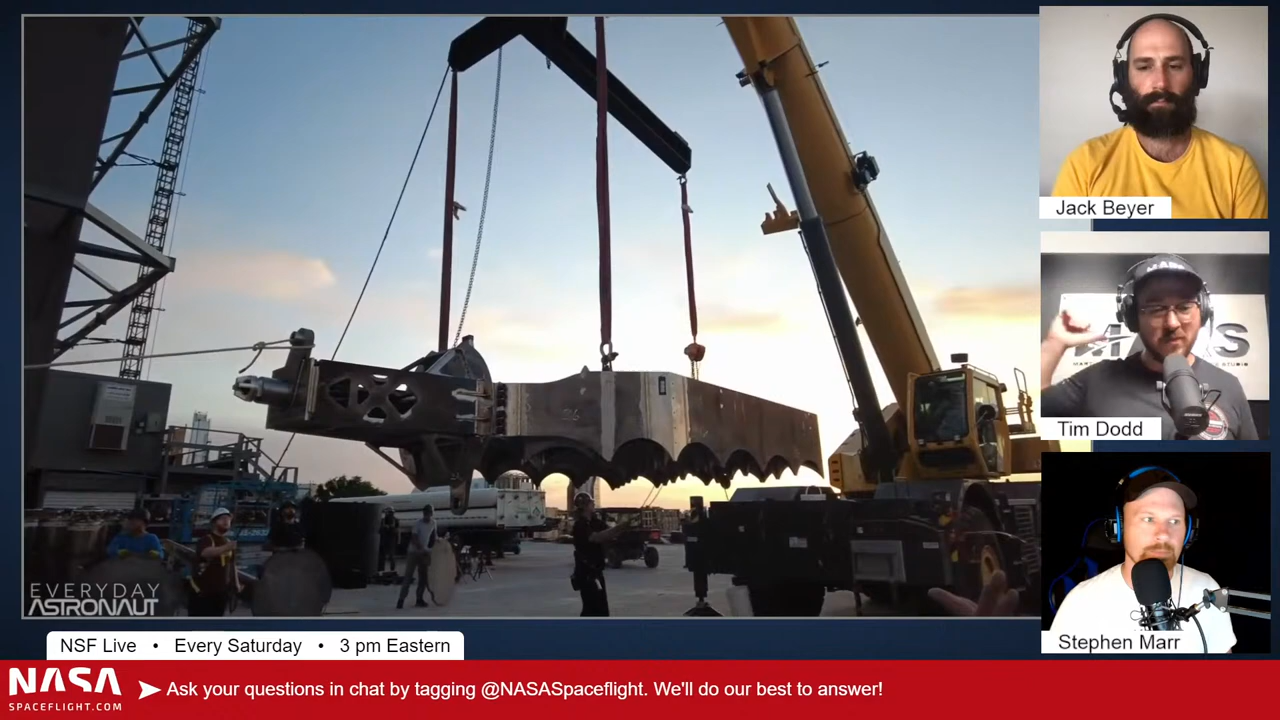 Jack Beyer
Tim Dodd
Stephen Marr
EVERYDAY
ASTRONAUT
NSF Live • Every Saturday • 3 pm Eastern
NASA
SPACEFLIGHT.COM
Ask your questions in chat by tagging @NASASpaceflight. We'll do our best to answer!